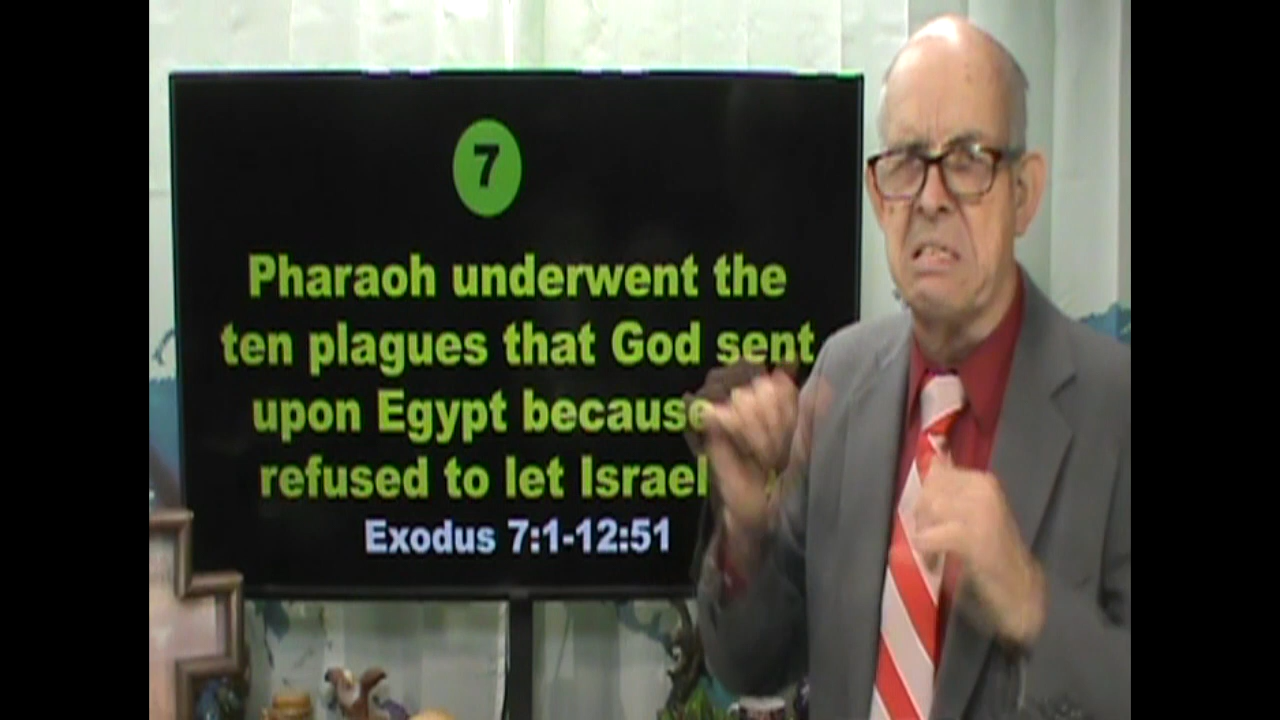 7
Pharaoh underwent the
ten plagues that God sent
upon Egypt because
refused to let Israel
Exodus 7:1-12:51